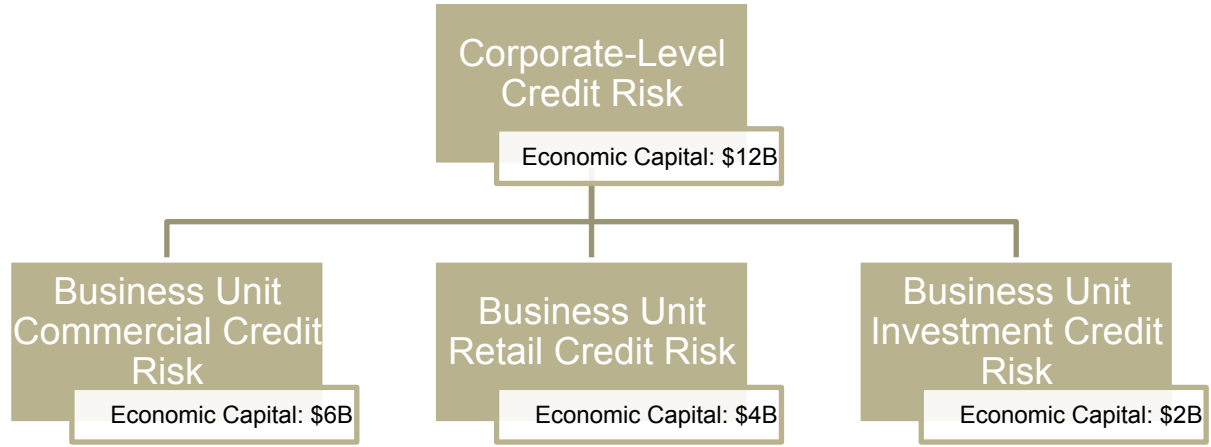 Corporate-Level
Credit Risk
Economic Capital: $12B
Business Unit
Commercial Credit
Risk
Economic Capital: $6B
Business Unit
Retail Credit Risk
Economic Capital: $4B
Business Unit
Investment Credit
Risk
Economic Capital: $2B